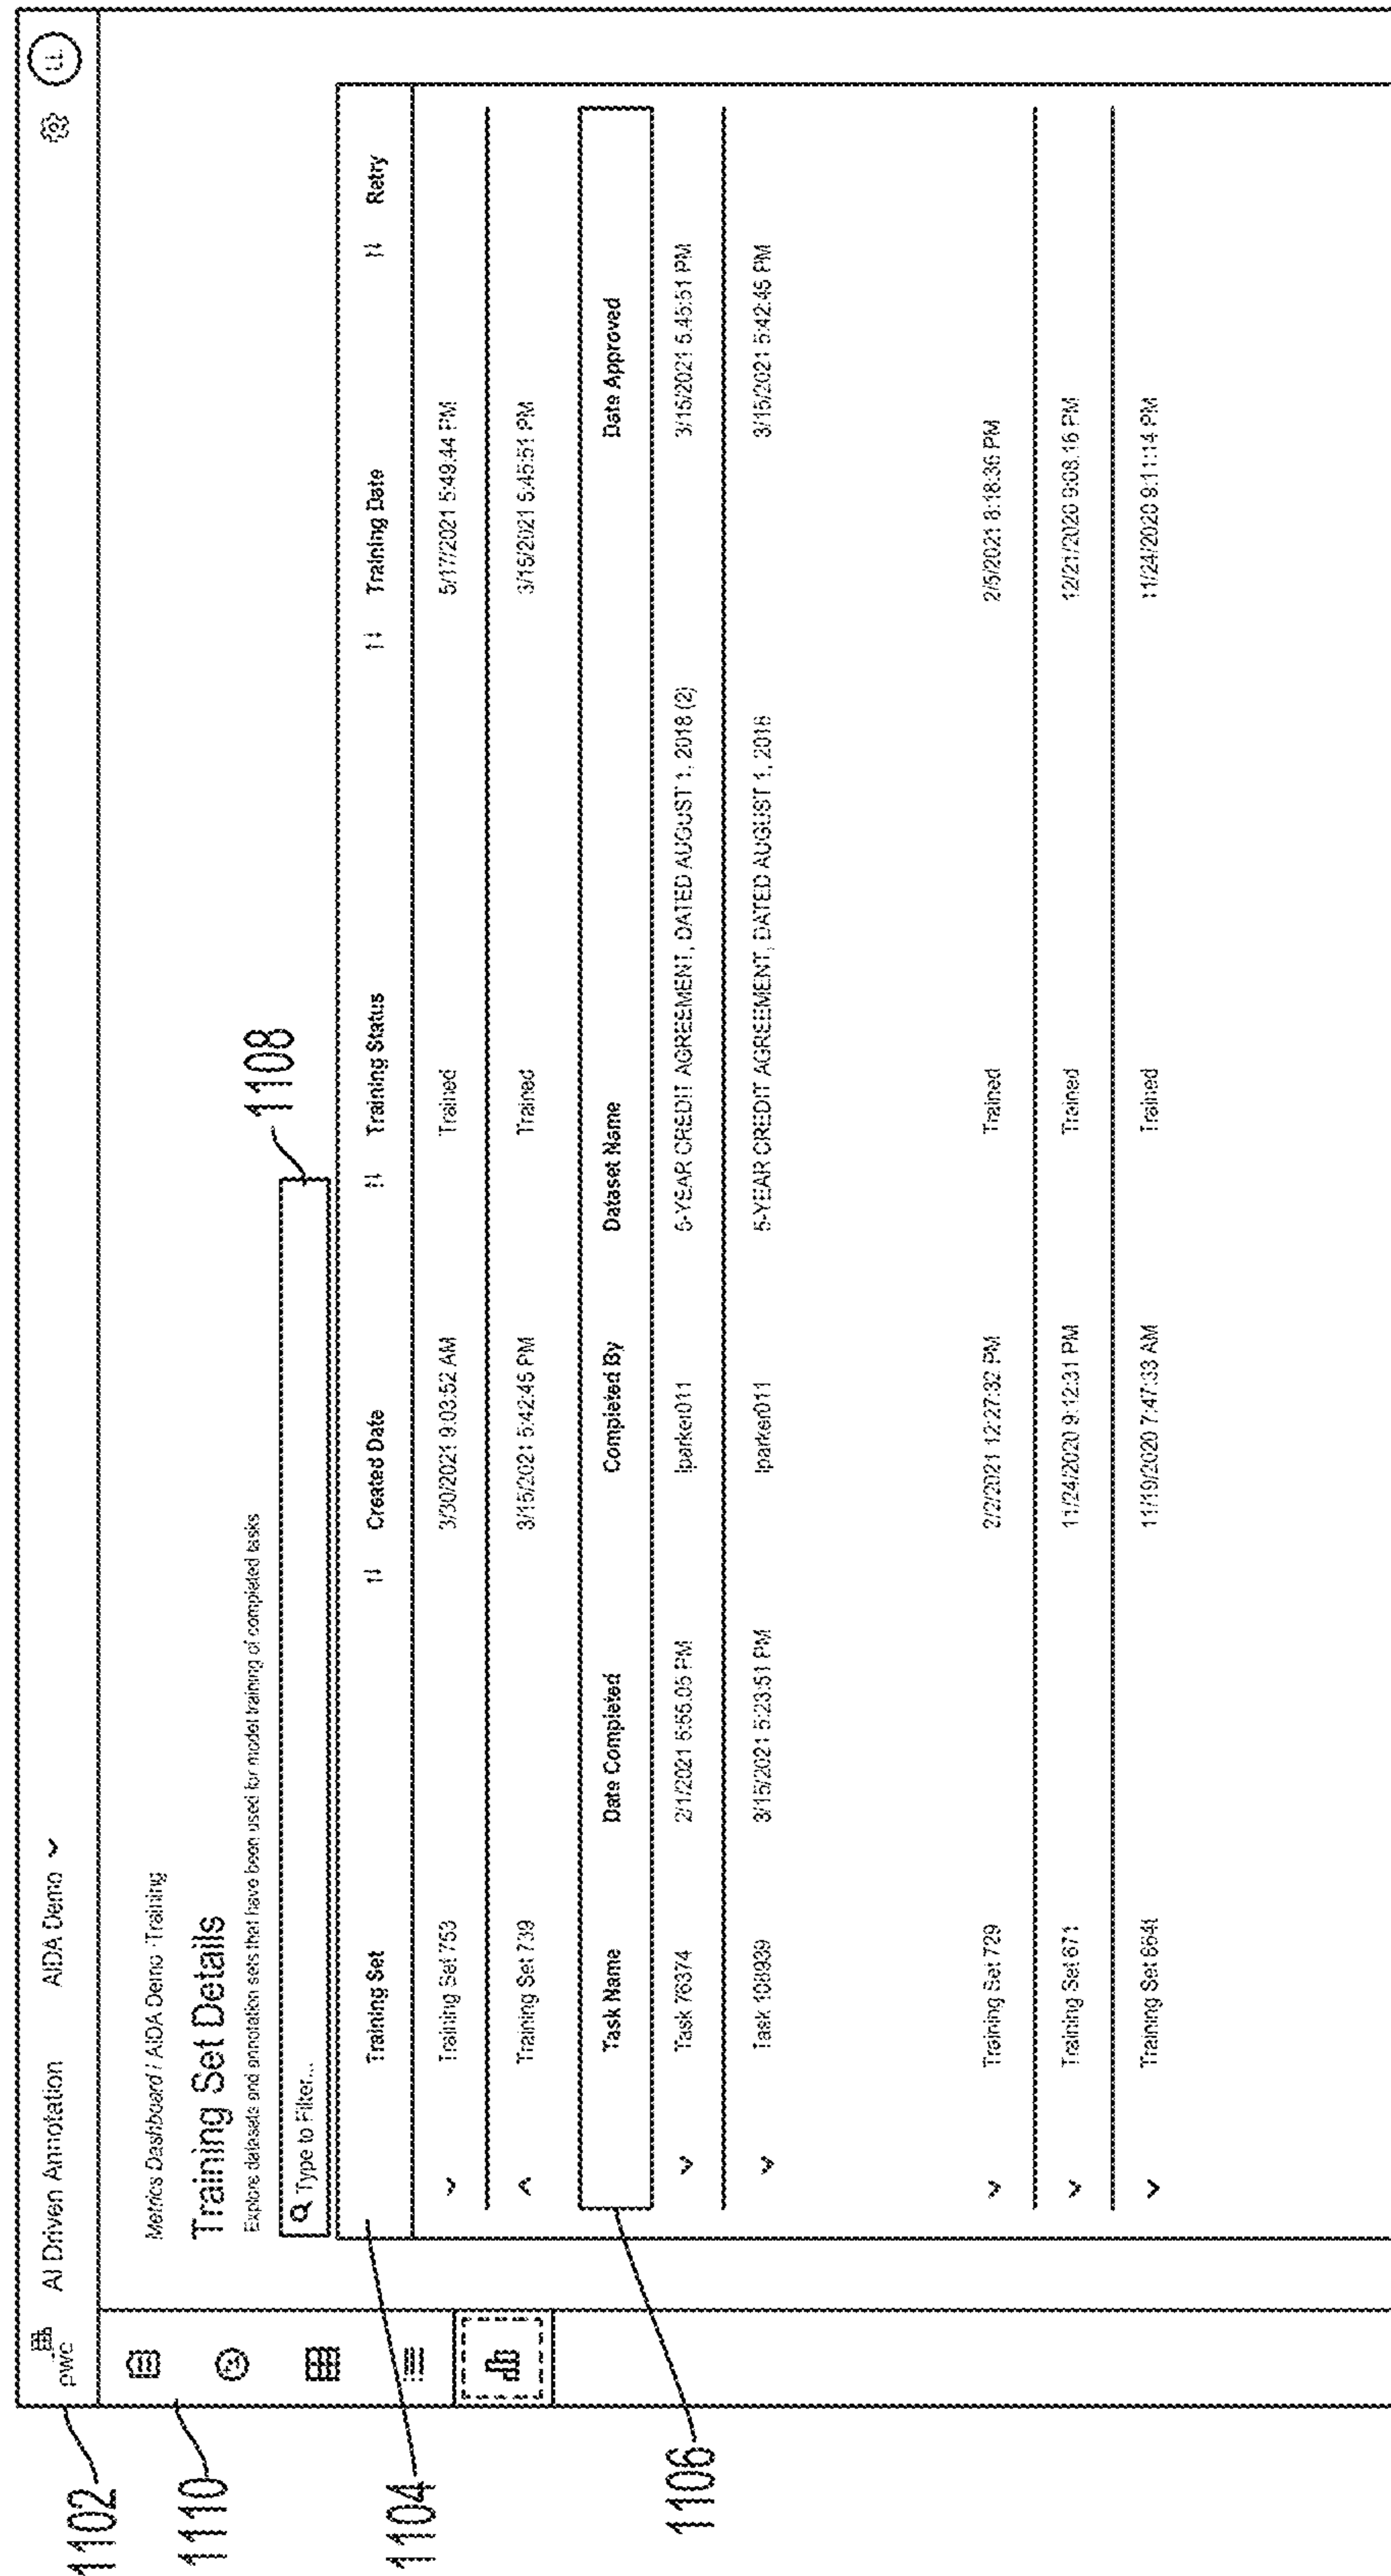 1102
pwc AI Driven Annotation AIDA Demo LL
1110
Metrics Dashboard / AIDA Demo Training
Training Set Details
Explore datasets and annotation sets that have been used for model training of completed tasks
1108
Type to Filter...
1104
Training Set Created Date Training Status Training Date Retry
Training Set 753 3/30/2021 9:03:52 AM Trained 5/17/2021 5:49:44 PM
Training Set 739 3/15/2021 5:42:45 PM Trained 3/15/2021 5:45:51 PM
1106
Task Name Date Completed Completed By Dataset Name Date Approved
Task 76374 2/1/2021 5:55:05 PM lparker011 5-YEAR CREDIT AGREEMENT, DATED AUGUST 1, 2018 (2) 3/15/2021 5:45:51 PM
Task 108939 3/15/2021 5:23:51 PM lparker011 5-YEAR CREDIT AGREEMENT, DATED AUGUST 1, 2018 3/15/2021 5:42:45 PM
Training Set 729 2/2/2021 12:27:32 PM Trained 2/5/2021 8:18:36 PM
Training Set 671 11/24/2020 9:12:31 PM Trained 12/21/2020 9:08:16 PM
Training Set 11/19/2020 7:47:33 AM Trained 11/24/2020 9:11:14 PM